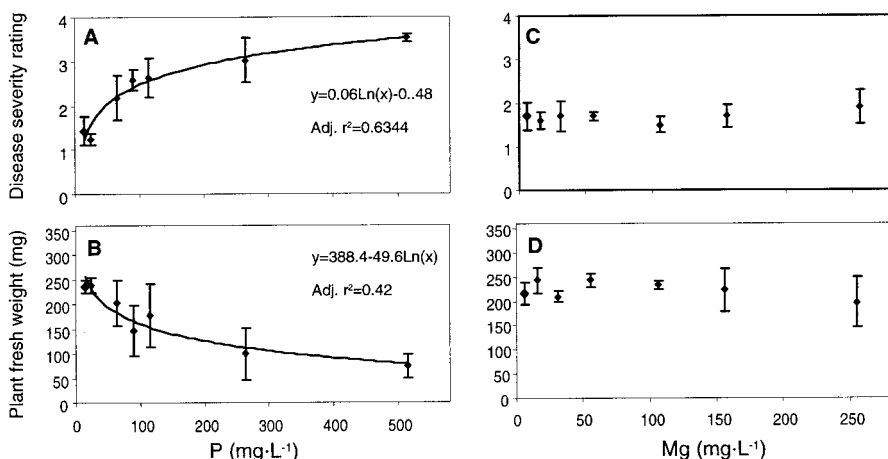 A
Disease severity rating
4
3
2
1
0
y=0.06Ln(x)-0..48
Adj. r²=0.6344
C
4
3
2
1
0
B
Plant fresh weight (mg)
350
300
250
200
150
100
50
0
y=388.4-49.6Ln(x)
Adj. r²=0.42
0 100 200 300 400 500
P (mg·L⁻¹)
D
350
300
250
200
150
100
50
0
0 50 100 150 200 250
Mg (mg·L⁻¹)